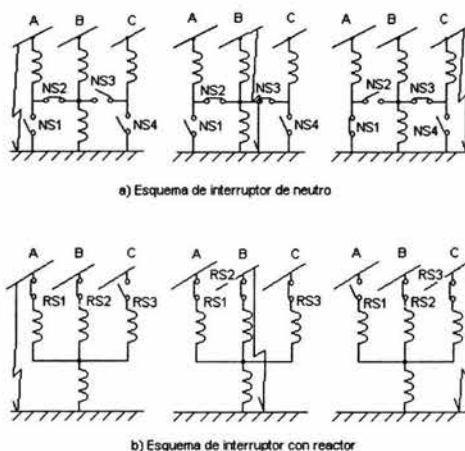 A B C A B C A B C
NS2 NS3 NS2 NS3 NS2 NS3
NS1 NS4 NS1 NS4 NS1 NS4
a) Esquema de interruptor de neutro
A B C A B C A B C
RS1 RS2 RS3 RS2 RS1 RS3 RS3 RS1 RS2
b) Esquema de interruptor con reactor